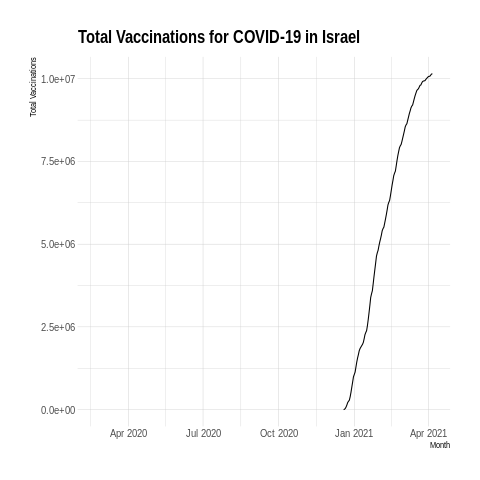 Total Vaccinations for COVID-19 in Israel
Total Vaccinations
1.0e+07
7.5e+06
5.0e+06
2.5e+06
0.0e+00
Apr 2020 Jul 2020 Oct 2020 Jan 2021 Apr 2021
Month